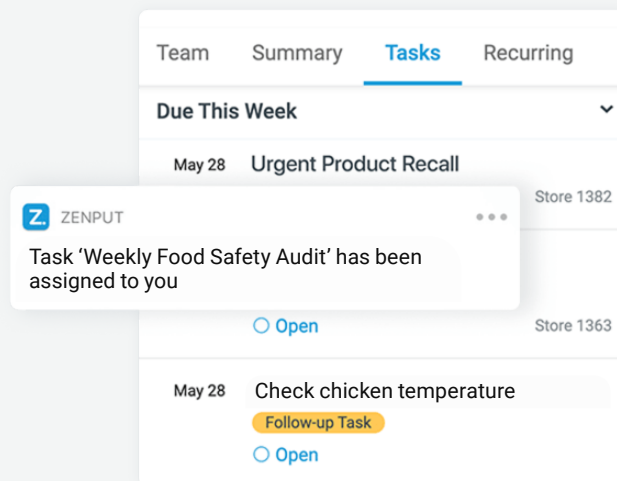 Team Summary Tasks Recurring
Due This Week
May 28 Urgent Product Recall
Store 1382
Z. ZENPUT
Task ‘Weekly Food Safety Audit’ has been
assigned to you
Open Store 1363
May 28 Check chicken temperature
Follow-up Task
Open